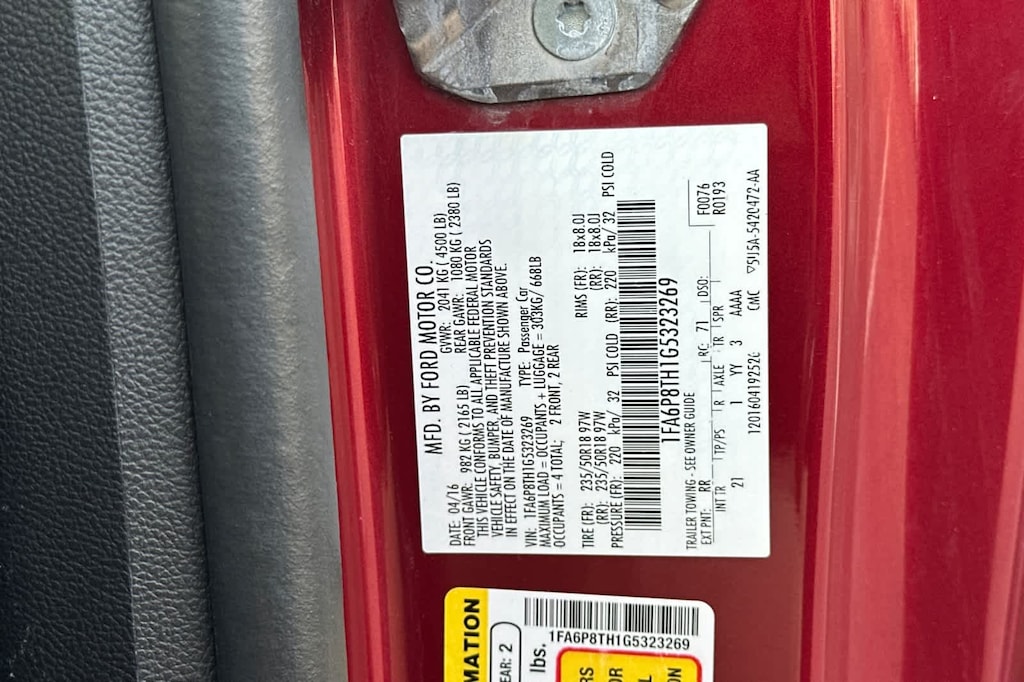 MFD. BY FORD MOTOR CO.
DATE: 04/16 GVWR: 2041 KG ( 4500 LB)
FRONT GAWR: 982 KG ( 2165 LB) REAR GAWR: 1080 KG ( 2380 LB)
THIS VEHICLE CONFORMS TO ALL APPLICABLE FEDERAL MOTOR
VEHICLE SAFETY, BUMPER, AND THEFT PREVENTION STANDARDS
IN EFFECT ON THE DATE OF MANUFACTURE SHOWN ABOVE.
VIN: 1FA6P8TH1G5323269 TYPE: Passenger Car
MAXIMUM LOAD = OCCUPANTS + LUGGAGE = 303KG/ 668LB
OCCUPANTS = 4 TOTAL; 2 FRONT, 2 REAR
TIRE (FR): 235/50R18 97W RIMS (FR): 18x8.0J
(RR): 235/50R18 97W (RR): 18x8.0J
PRESSURE (FR): 220 kPa/ 32 PSI COLD (RR): 220 kPa/ 32 PSI COLD
1FA6P8TH1G5323269
TRAILER TOWING - SEE OWNER GUIDE F0076
EXT PNT: RR RC: 71 DSO: R0193
INT TR TP/PS R AXLE TR SPR
21 1 YY 3 AAAA
120160419252c CMC ▽5U5A-5420472-AA
MATION
EAR: 2
lbs.
1FA6P8TH1G5323269
RS
OR
L
ON